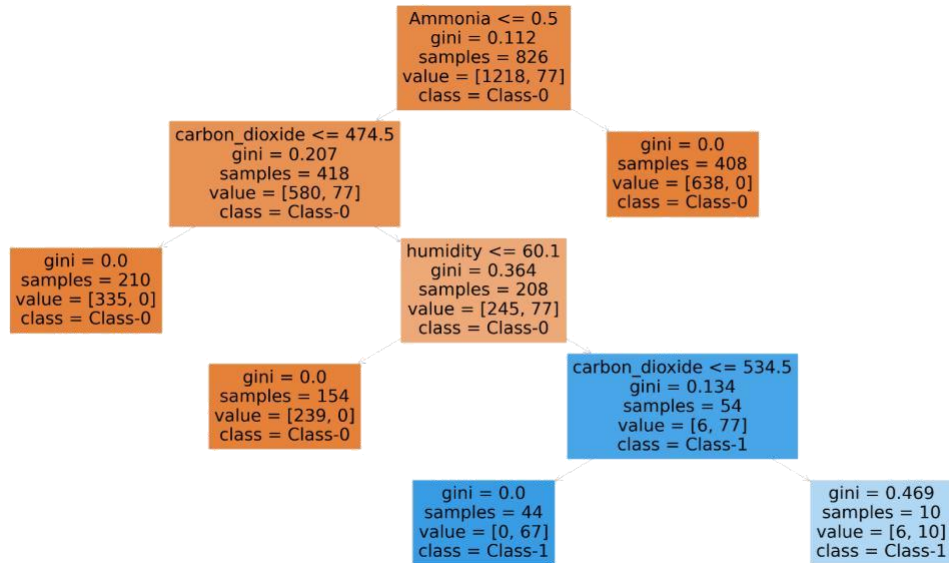 Ammonia <= 0.5
gini = 0.112
samples = 826
value = [1218, 77]
class = Class-0
carbon_dioxide <= 474.5
gini = 0.207
samples = 418
value = [580, 77]
class = Class-0
gini = 0.0
samples = 408
value = [638, 0]
class = Class-0
gini = 0.0
samples = 210
value = [335, 0]
class = Class-0
humidity <= 60.1
gini = 0.364
samples = 208
value = [245, 77]
class = Class-0
gini = 0.0
samples = 154
value = [239, 0]
class = Class-0
carbon_dioxide <= 534.5
gini = 0.134
samples = 54
value = [6, 77]
class = Class-1
gini = 0.0
samples = 44
value = [0, 67]
class = Class-1
gini = 0.469
samples = 10
value = [6, 10]
class = Class-1